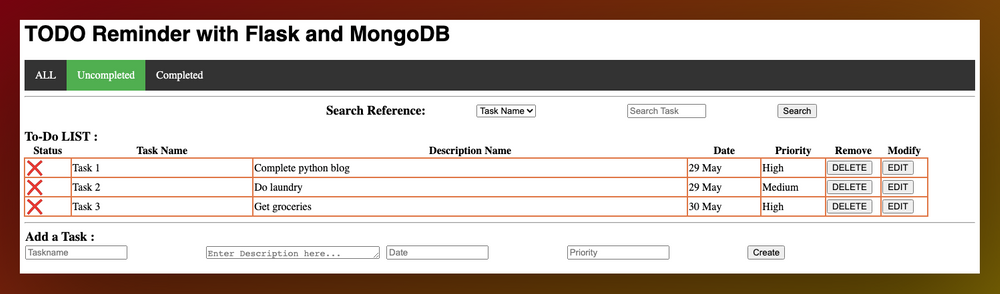 TODO Reminder with Flask and MongoDB
ALL Uncompleted Completed
Search Reference: Task Name Search Task Search
To-Do LIST :
Status Task Name Description Name Date Priority Remove Modify
Task 1 Complete python blog 29 May High DELETE EDIT
Task 2 Do laundry 29 May Medium DELETE EDIT
Task 3 Get groceries 30 May High DELETE EDIT
Add a Task :
Taskname Enter Description here... Date Priority Create